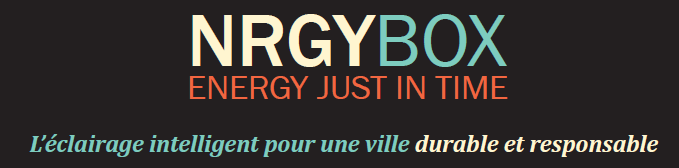 NRGYBOX
ENERGY JUST IN TIME
L’éclairage intelligent pour une ville durable et responsable